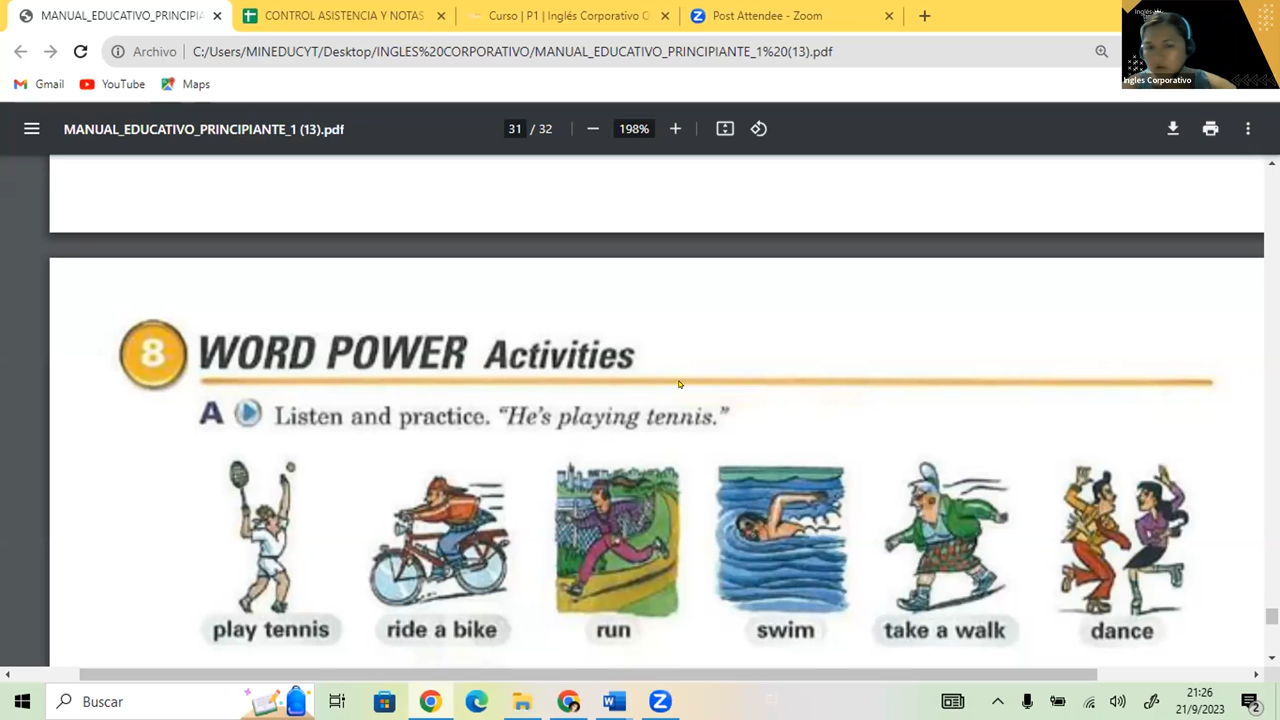 MANUAL_EDUCATIVO_PRINCIPIA
CONTROL ASISTENCIA Y NOTAS
Curso | P1 | Inglés Corporativo C
Post Attendee - Zoom
Archivo
C:/Users/MINEDUCYT/Desktop/INGLES%20CORPORATIVO/MANUAL_EDUCATIVO_PRINCIPIANTE_1%20(13).pdf
Gmail
YouTube
Maps
Ingles Corporativo
MANUAL_EDUCATIVO_PRINCIPIANTE_1 (13).pdf
31 / 32
198%
8 WORD POWER Activities
A Listen and practice. "He's playing tennis."
play tennis
ride a bike
run
swim
take a walk
dance
Buscar
21:26
21/9/2023
2